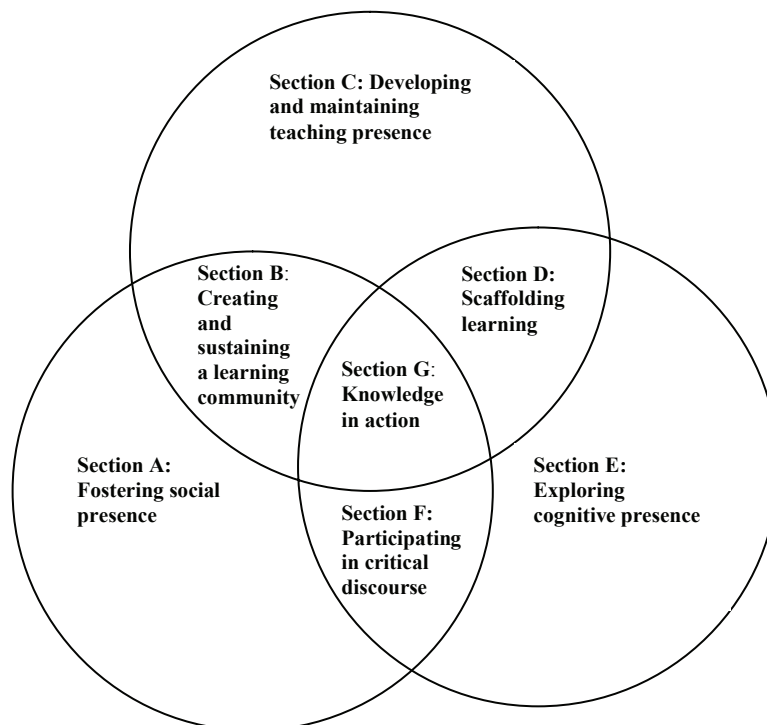 Section C: Developing
and maintaining
teaching presence
Section B:
Creating
and
sustaining
a learning
community
Section D:
Scaffolding
learning
Section G:
Knowledge
in action
Section A:
Fostering social
presence
Section E:
Exploring
cognitive presence
Section F:
Participating
in critical
discourse